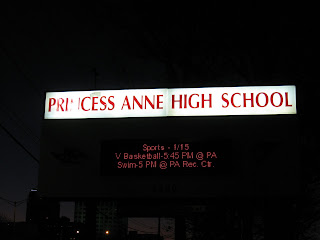 PRINCESS ANNE HIGH SCHOOL
Sports - 1/15
V Basketball-5:45 PM @ PA
Swim-5 PM @ PA Rec. Ctr.